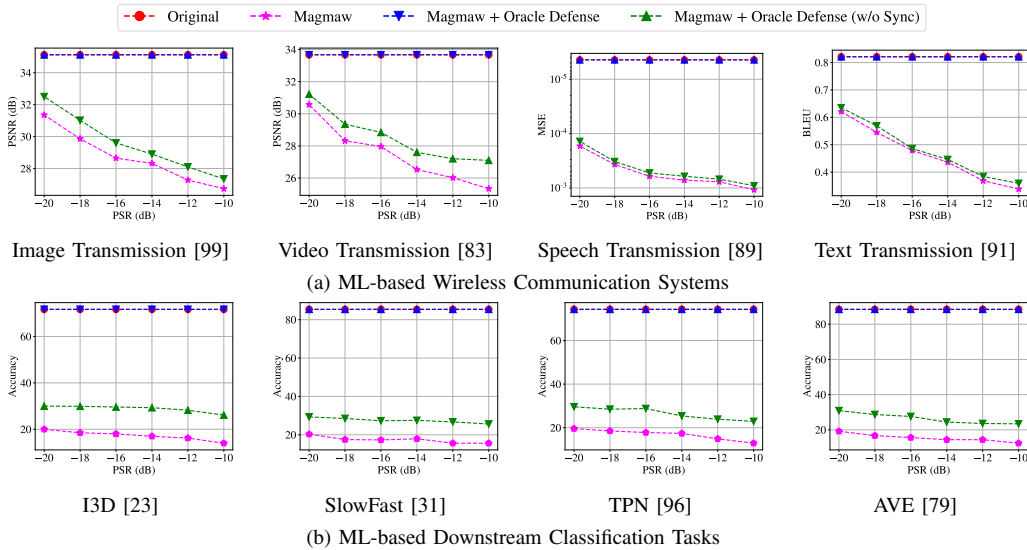 Original Magmaw Magmaw + Oracle Defense Magmaw + Oracle Defense (w/o Sync)
34 32 30 28
PSNR (dB)
−20 −18 −16 −14 −12 −10
PSR (dB)
34 32 30 28 26
PSNR (dB)
−20 −18 −16 −14 −12 −10
PSR (dB)
10⁻⁵ 10⁻⁴ 10⁻³
MSE
−20 −18 −16 −14 −12 −10
PSR (dB)
0.8 0.7 0.6 0.5 0.4
BLEU
−20 −18 −16 −14 −12 −10
PSR (dB)
Image Transmission [99] Video Transmission [83] Speech Transmission [89] Text Transmission [91]
(a) ML-based Wireless Communication Systems
60 40 20
Accuracy
−20 −18 −16 −14 −12 −10
PSR (dB)
80 60 40 20
Accuracy
−20 −18 −16 −14 −12 −10
PSR (dB)
60 40 20
Accuracy
−20 −18 −16 −14 −12 −10
PSR (dB)
80 60 40 20
Accuracy
−20 −18 −16 −14 −12 −10
PSR (dB)
I3D [23] SlowFast [31] TPN [96] AVE [79]
(b) ML-based Downstream Classification Tasks